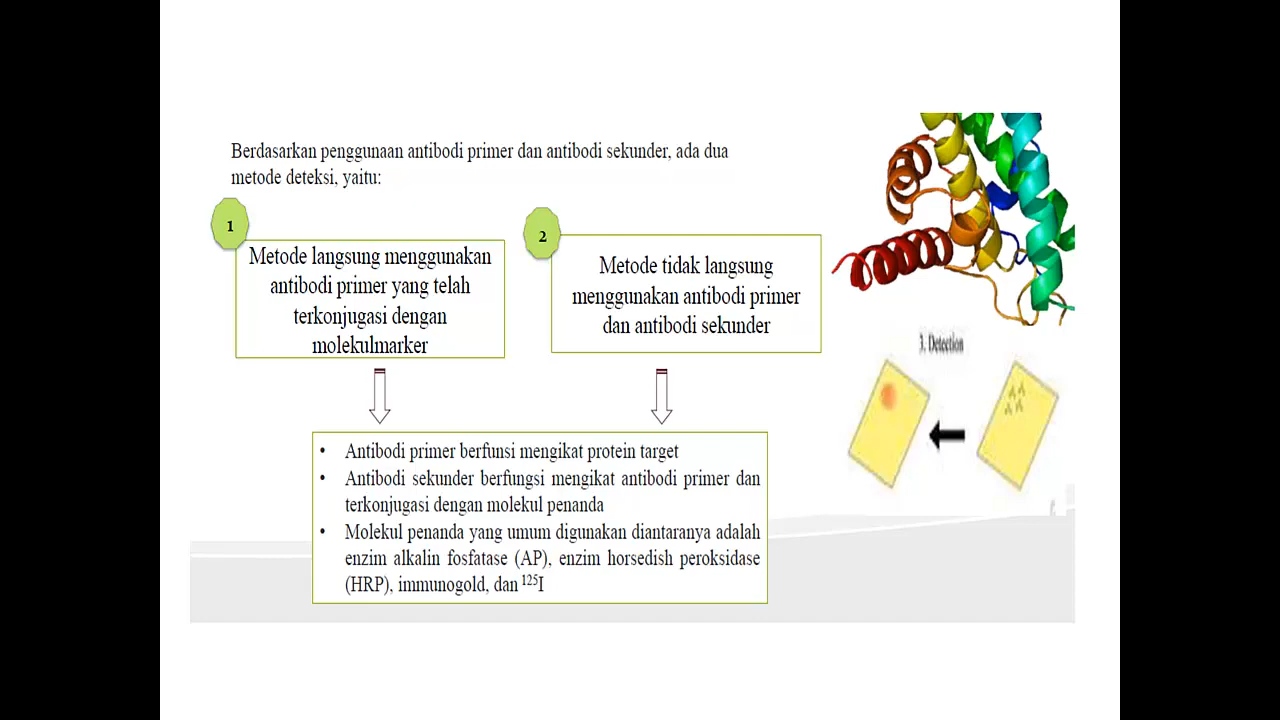 Berdasarkan penggunaan antibodi primer dan antibodi sekunder, ada dua
metode deteksi, yaitu:
1
Metode langsung menggunakan
antibodi primer yang telah
terkonjugasi dengan
molekulmarker
2
Metode tidak langsung
menggunakan antibodi primer
dan antibodi sekunder
3. Detection
• Antibodi primer berfunsi mengikat protein target
• Antibodi sekunder berfungsi mengikat antibodi primer dan
terkonjugasi dengan molekul penanda
• Molekul penanda yang umum digunakan diantaranya adalah
enzim alkalin fosfatase (AP), enzim horsedish peroksidase
(HRP), immunogold, dan ¹²⁵I